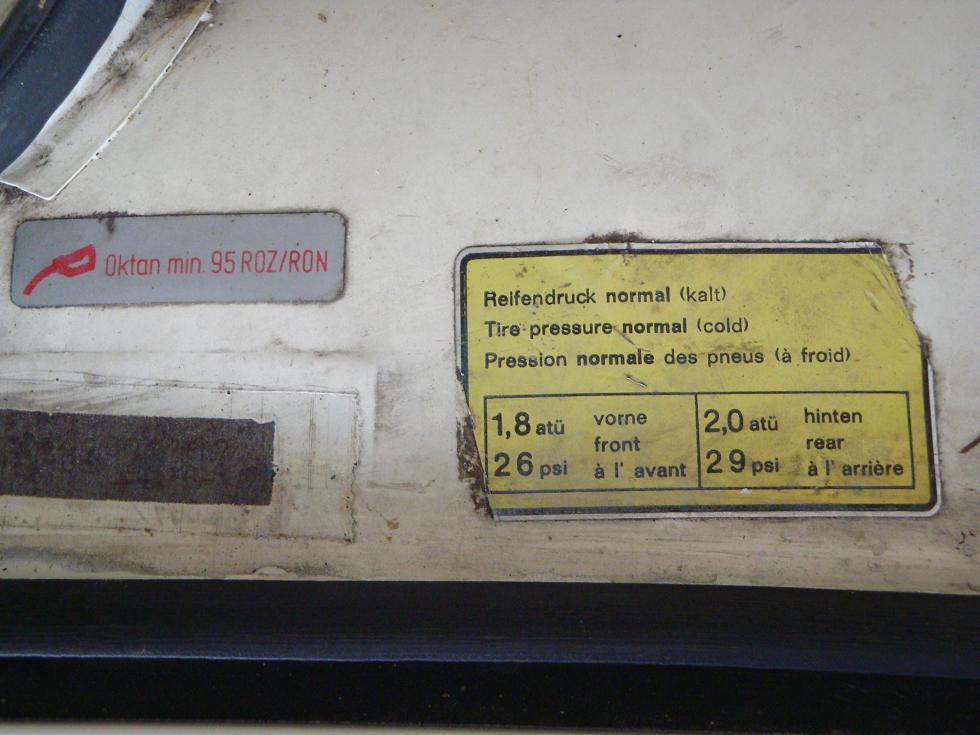 Oktan min. 95 ROZ/RON
Reifendruck normal (kalt)
Tire pressure normal (cold)
Pression normale des pneus (à froid)
1,8 atü vorne
front
26 psi à l' avant
2,0 atü hinten
rear
29 psi à l' arrière